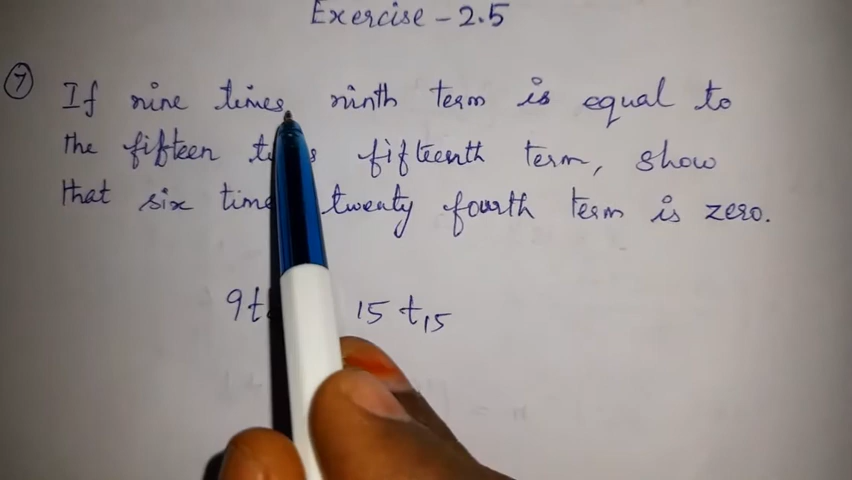 Exercise - 2.5
7 If nine times ninth term is equal to
the fifteen fifteenth term, show
that six twenty fourth term is zero.
15 t15